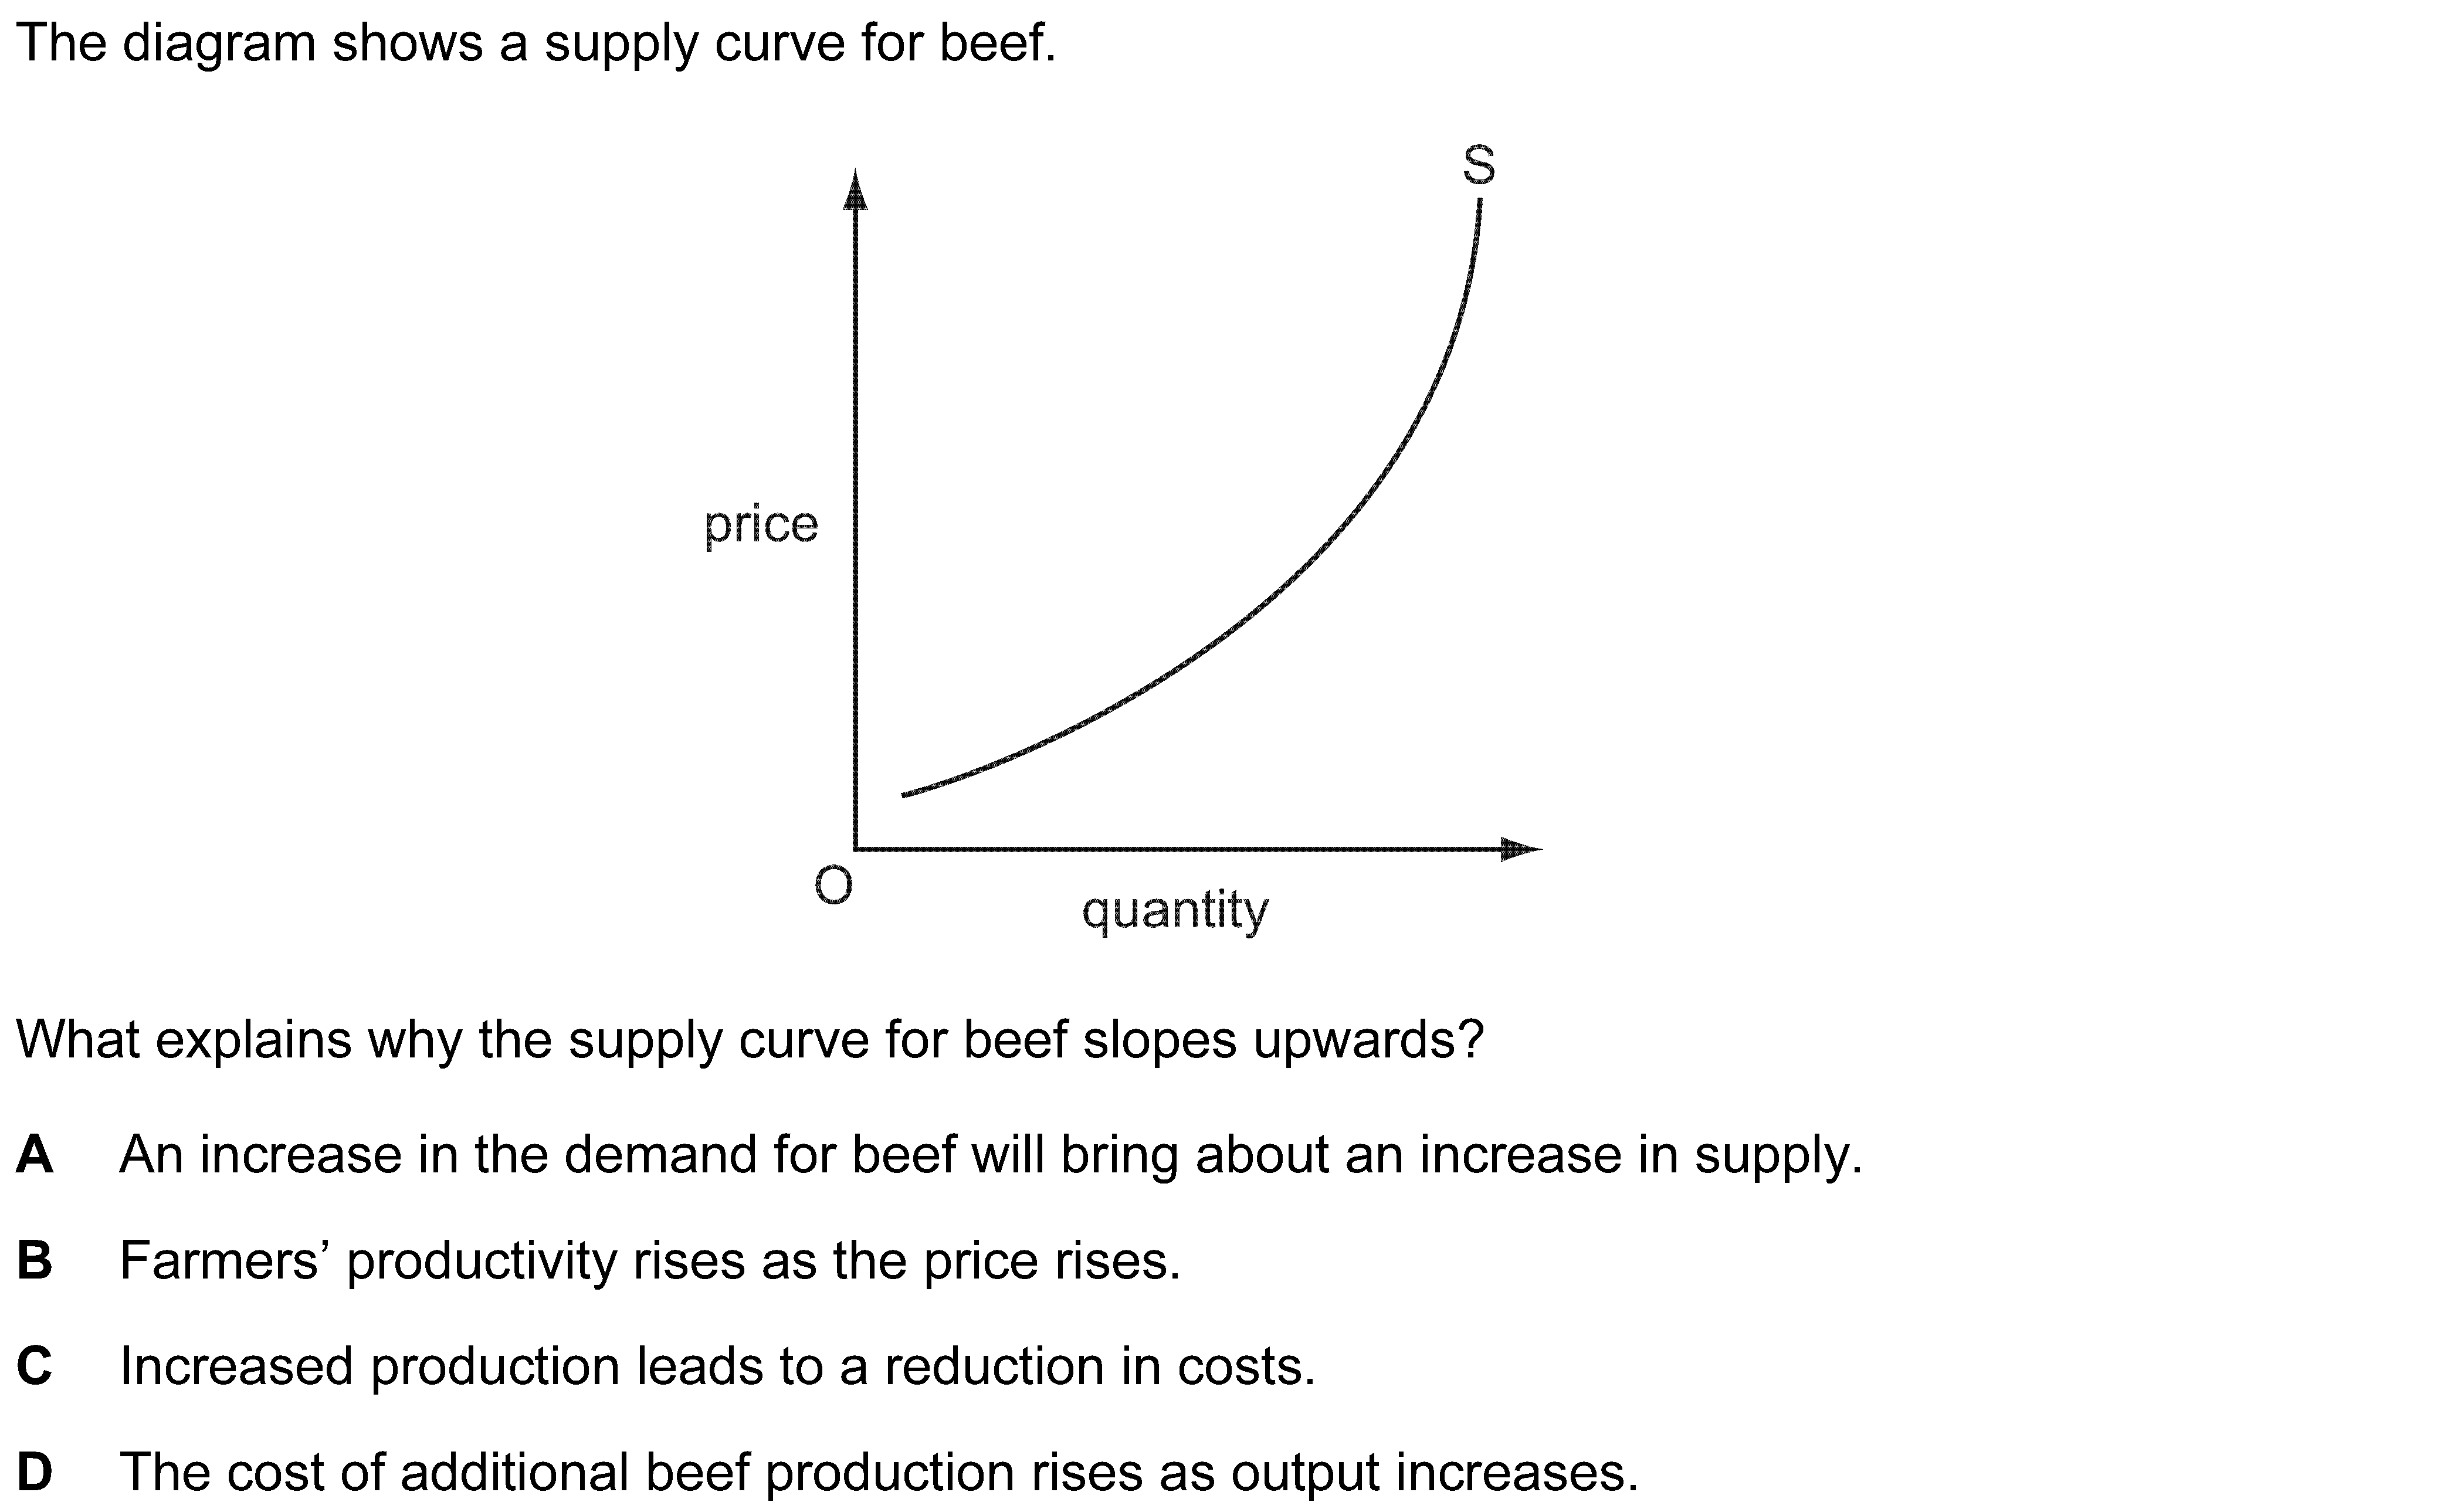 The diagram shows a supply curve for beef.
S
price
O
quantity
What explains why the supply curve for beef slopes upwards?
A An increase in the demand for beef will bring about an increase in supply.
B Farmers’ productivity rises as the price rises.
C Increased production leads to a reduction in costs.
D The cost of additional beef production rises as output increases.